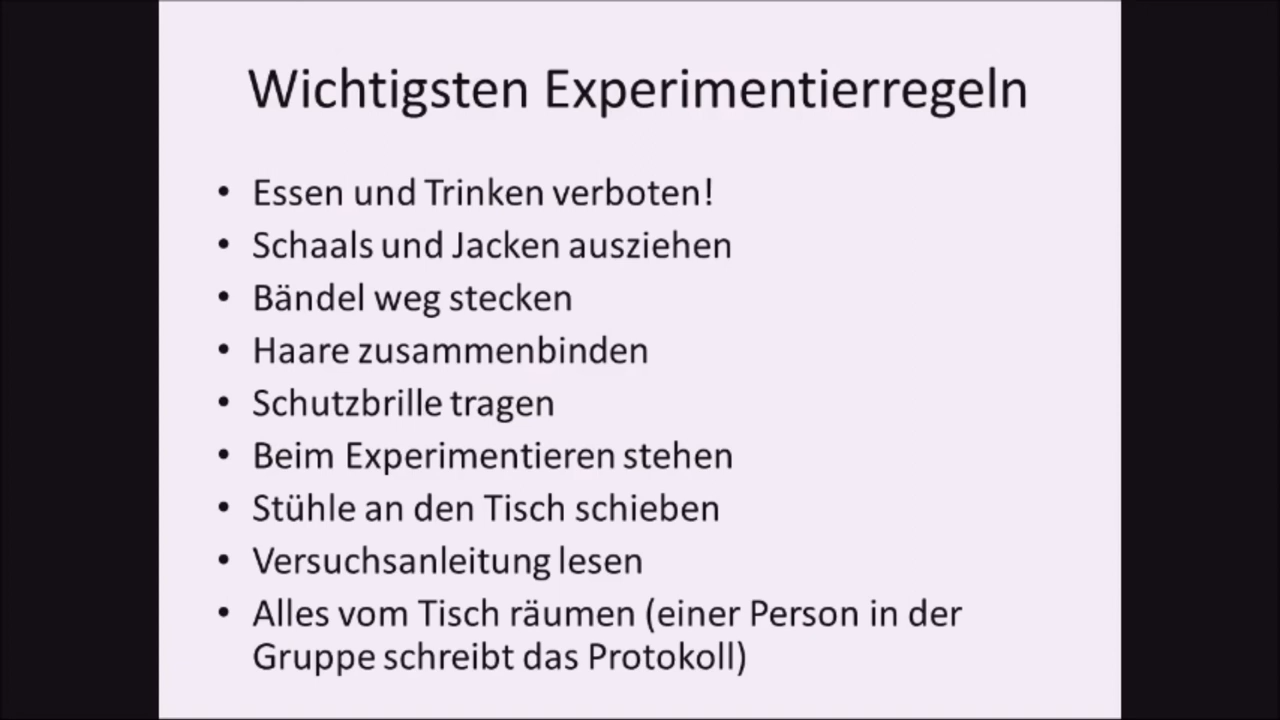 Wichtigsten Experimentierregeln
• Essen und Trinken verboten!
• Schaals und Jacken ausziehen
• Bändel weg stecken
• Haare zusammenbinden
• Schutzbrille tragen
• Beim Experimentieren stehen
• Stühle an den Tisch schieben
• Versuchsanleitung lesen
• Alles vom Tisch räumen (einer Person in der
Gruppe schreibt das Protokoll)